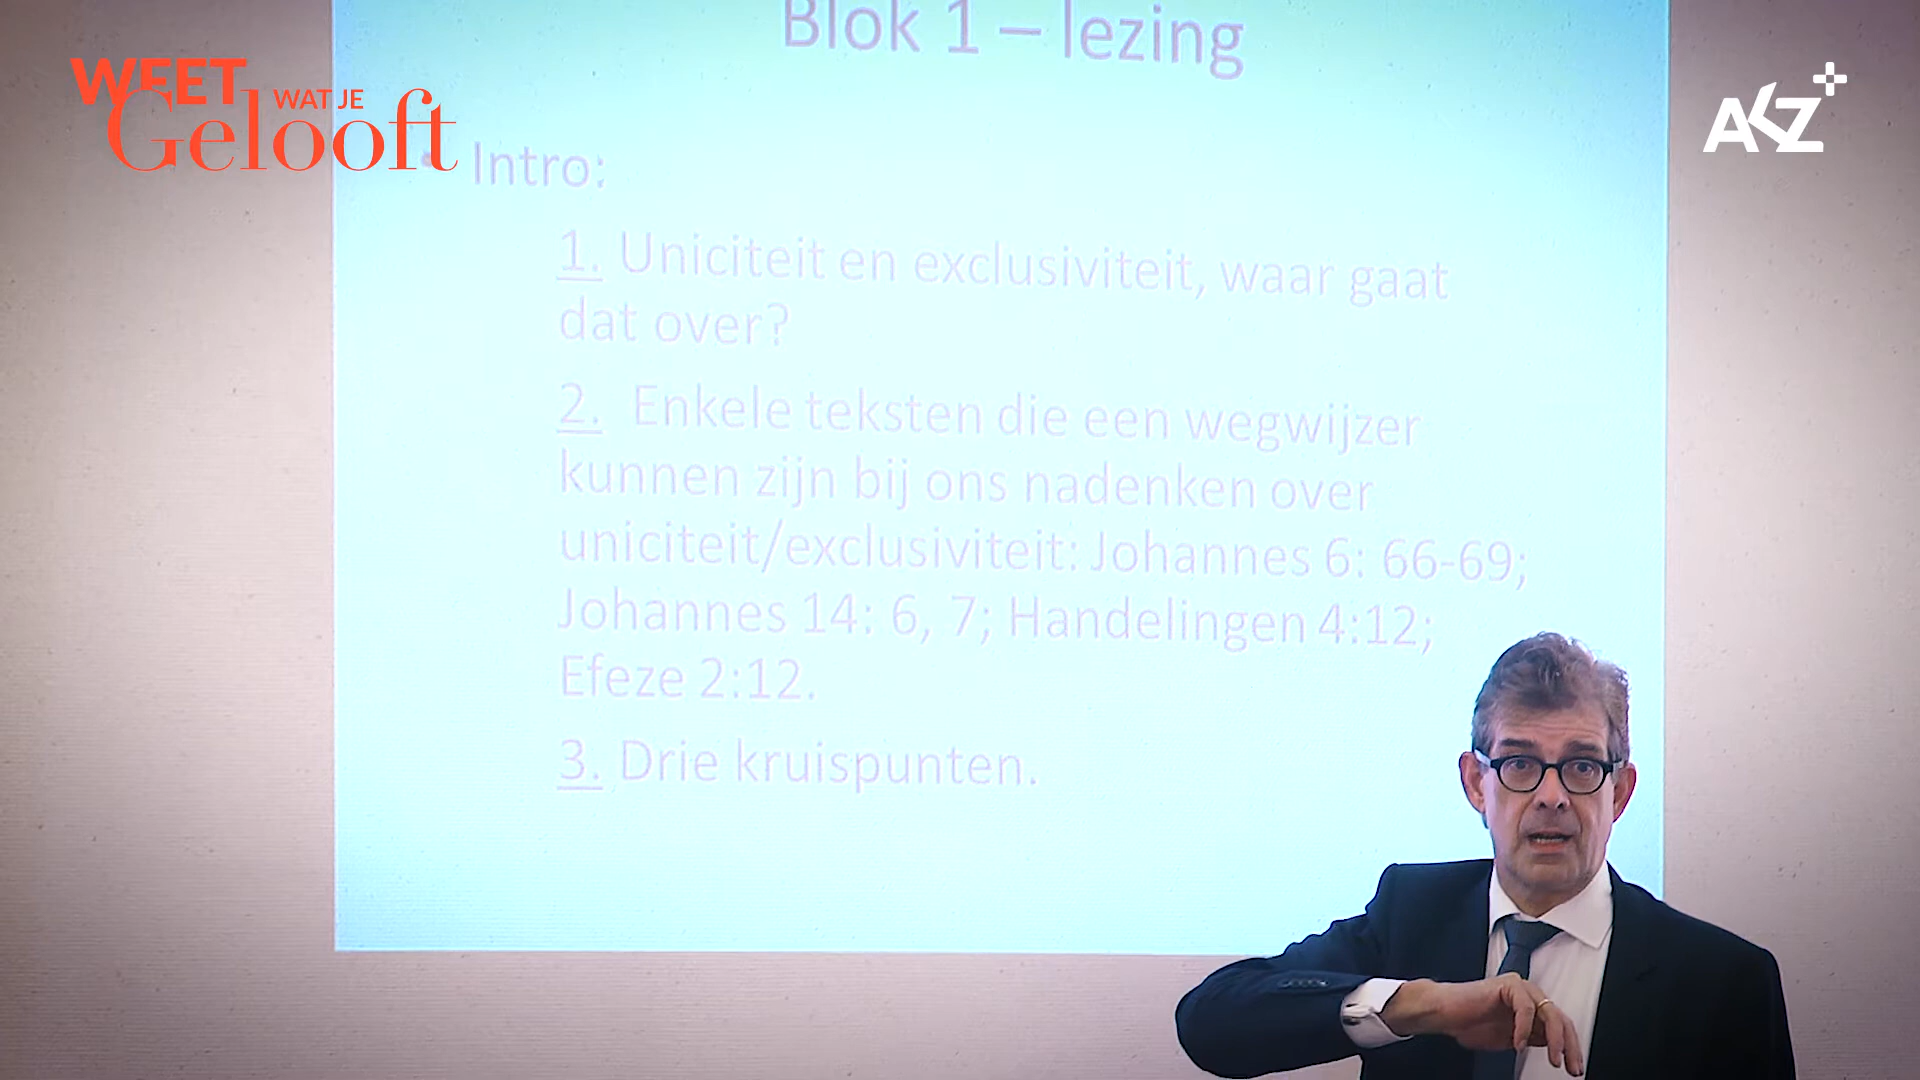 Blok 1 – lezing
WEET
WAT JE
Gelooft
AKZ+
• Intro:
1. Uniciteit en exclusiviteit, waar gaat
dat over?
2. Enkele teksten die een wegwijzer
kunnen zijn bij ons nadenken over
uniciteit/exclusiviteit: Johannes 6: 66-69;
Johannes 14: 6, 7; Handelingen 4:12;
Efeze 2:12.
3. Drie kruispunten.